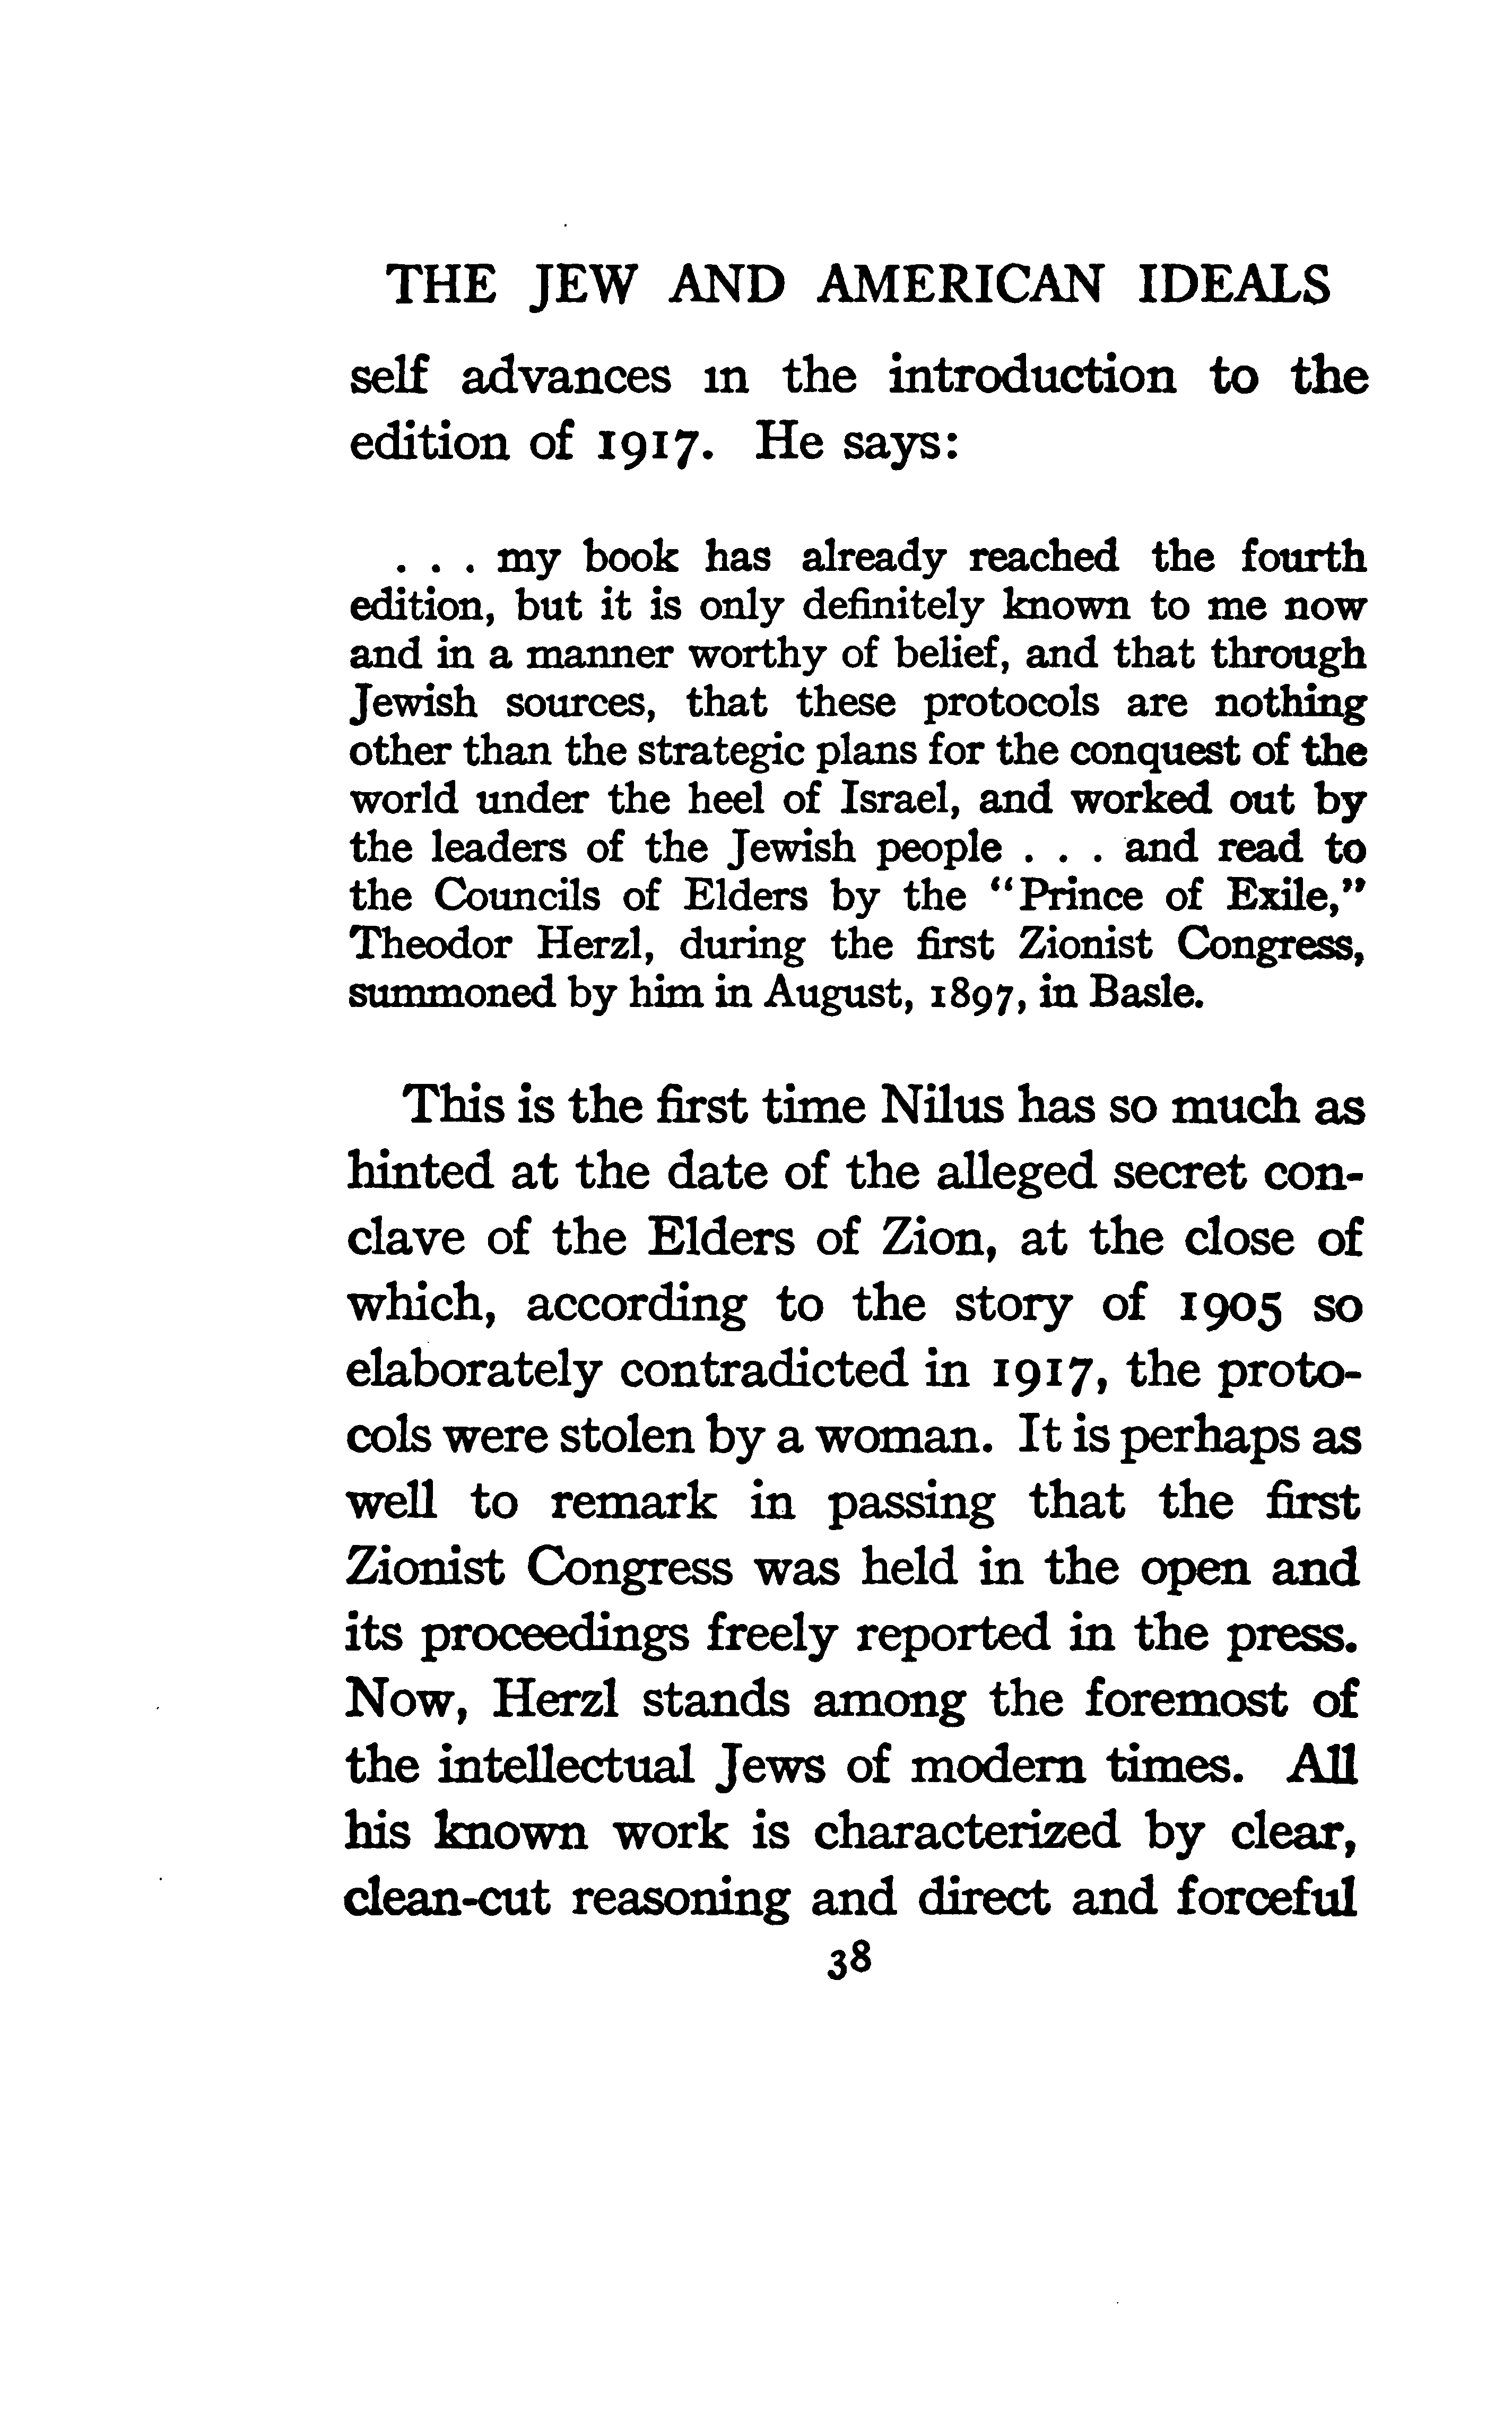 THE JEW AND AMERICAN IDEALS
self advances in the introduction to the
edition of 1917. He says:
. . . my book has already reached the fourth
edition, but it is only definitely known to me now
and in a manner worthy of belief, and that through
Jewish sources, that these protocols are nothing
other than the strategic plans for the conquest of the
world under the heel of Israel, and worked out by
the leaders of the Jewish people . . . and read to
the Councils of Elders by the “Prince of Exile,”
Theodor Herzl, during the first Zionist Congress,
summoned by him in August, 1897, in Basle.
This is the first time Nilus has so much as
hinted at the date of the alleged secret con-
clave of the Elders of Zion, at the close of
which, according to the story of 1905 so
elaborately contradicted in 1917, the proto-
cols were stolen by a woman. It is perhaps as
well to remark in passing that the first
Zionist Congress was held in the open and
its proceedings freely reported in the press.
Now, Herzl stands among the foremost of
the intellectual Jews of modern times. All
his known work is characterized by clear,
clean-cut reasoning and direct and forceful
38